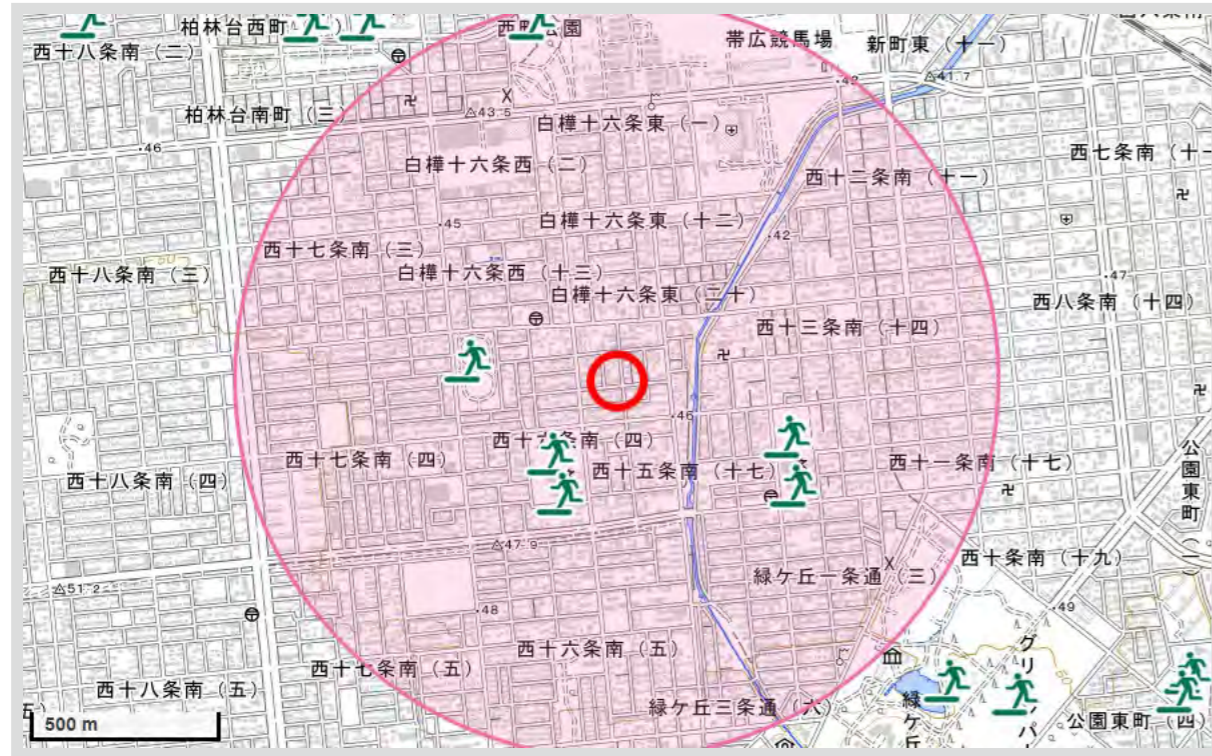 柏林台西町
西町公園
帯広競馬場
新町東（十一）
西十八条南（二）
△41.7
柏林台南町（三
△43.5
白樺十六条東（一）
・46
白樺十六条西（二）
西七条南（十一
西十二条南（十一）
・45
白樺十六条東（十二）
・42
西十七条南（三）
西十八条南（三）
白樺十六条西（十三）
・47
白樺十六条東（二十）
西八条南（十四）
西十三条南（十四）
・46
西十六条南（四）
西十七条南（四）
西十五条南（十七）
西十一条南（十七）
西十八条南（四）
公園東町（二）
△47.9
西十条南（十九）
緑ケ丘一条通（三）
△51.2
・48
・49
西十六条南（五）
西十七条南（五）
西十八条南（五）
緑ケ丘三条通（六）
公園東町（四）
500 m